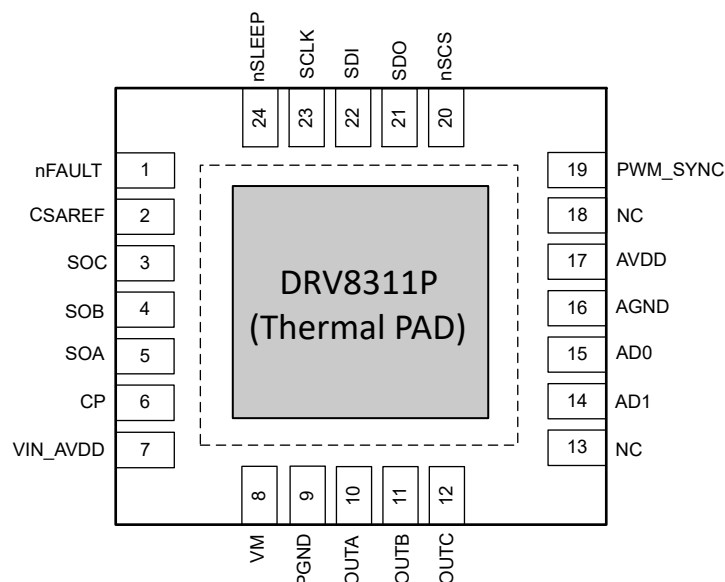 nSLEEP
SCLK
SDI
SDO
nSCS
24
23
22
21
20
nFAULT 1
CSAREF 2
SOC 3
SOB 4
SOA 5
CP 6
VIN_AVDD 7
DRV8311P
(Thermal PAD)
19 PWM_SYNC
18 NC
17 AVDD
16 AGND
15 AD0
14 AD1
13 NC
8
9
10
11
12
VM
PGND
OUTA
OUTB
OUTC